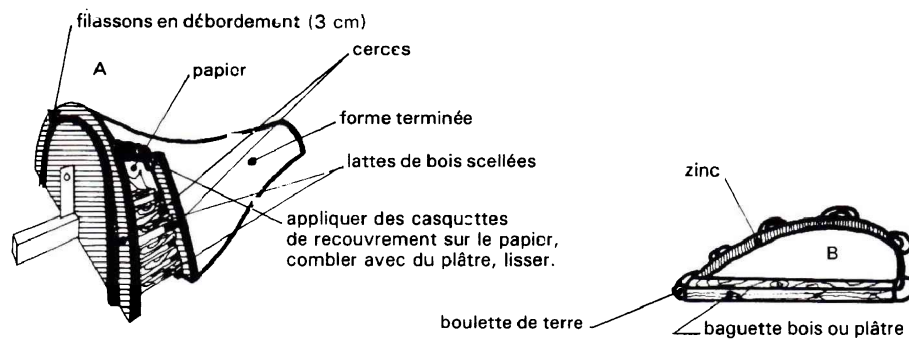 filassons en débordement (3 cm)
A
papier
cerces
forme terminée
lattes de bois scellées
appliquer des casquettes
de recouvrement sur le papier,
combler avec du plâtre, lisser.
zinc
B
boulette de terre
baguette bois ou plâtre